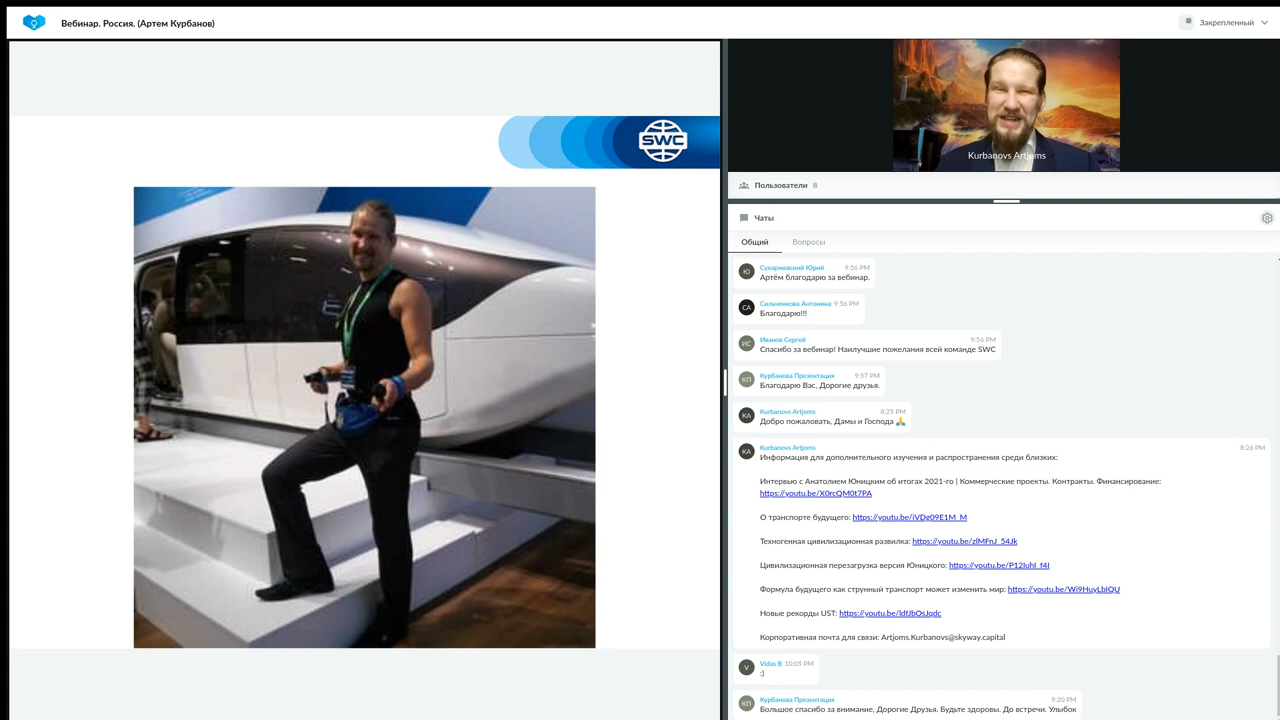 Вебинар. Россия. (Артем Курбанов)
Закрепленный
SWC
Kurbanovs Artjoms
Пользователи 8
Чаты
Общий Вопросы
Ю Сухаржевский Юрий 9:56 PM
Артём благодарю за вебинар.
СА Сильченкова Антонина 9:56 PM
Благодарю!!!
ИС Иванов Сергей 9:56 PM
Спасибо за вебинар! Наилучшие пожелания всей команде SWC
КП Курбанова Презентация 9:57 PM
Благодарю Вас, Дорогие друзья.
KA Kurbanovs Artjoms 8:25 PM
Добро пожаловать, Дамы и Господа 🙏
KA Kurbanovs Artjoms 8:26 PM
Информация для дополнительного изучения и распространения среди близких:
Интервью с Анатолием Юницким об итогах 2021-го | Коммерческие проекты. Контракты. Финансирование:
https://youtu.be/X0rcQM0t7PA
О транспорте будущего: https://youtu.be/iVDg09E1M_M
Техногенная цивилизационная развилка: https://youtu.be/zlMFnJ_54Jk
Цивилизационная перезагрузка версия Юницкого: https://youtu.be/P12IuhI_f4I
Формула будущего как струнный транспорт может изменить мир: https://youtu.be/Wi9HuyLbIQU
Новые рекорды UST: https://youtu.be/ldfJbOsJqdc
Корпоративная почта для связи: Artjoms.Kurbanovs@skyway.capital
V Vidas B 10:05 PM
:)
КП Курбанова Презентация 9:20 PM
Большое спасибо за внимание, Дорогие Друзья. Будьте здоровы. До встречи. Улыбок